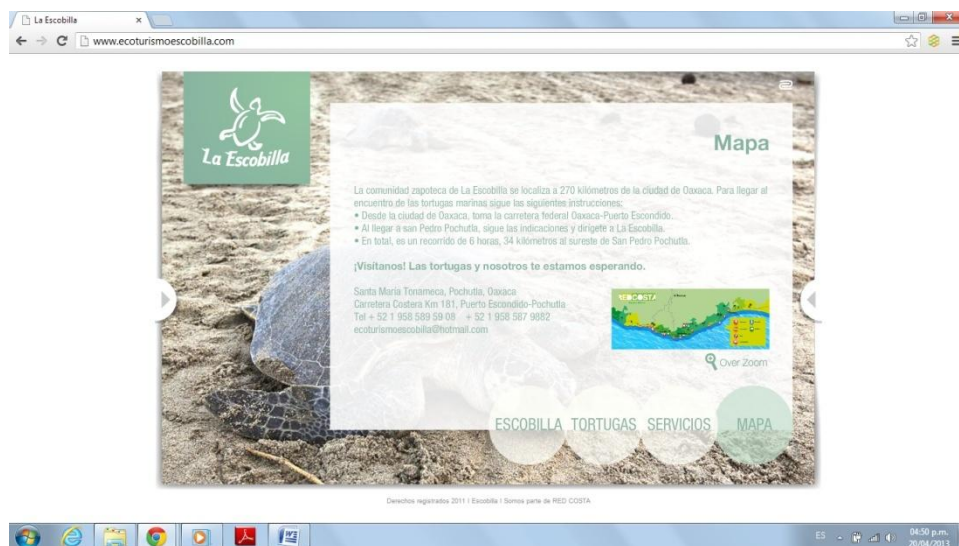 La Escobilla
www.ecoturismoescobilla.com
La Escobilla
Mapa
La comunidad zapoteca de La Escobilla se localiza a 270 kilómetros de la ciudad de Oaxaca. Para llegar al
encuentro de las tortugas marinas sigue las siguientes instrucciones:
• Desde la ciudad de Oaxaca, toma la carretera federal Oaxaca-Puerto Escondido.
• Al llegar a san Pedro Pochutla, sigue las indicaciones y dirígete a La Escobilla.
• En total, es un recorrido de 6 horas, 34 kilómetros al sureste de San Pedro Pochutla.
¡Visítanos! Las tortugas y nosotros te estamos esperando.
Santa María Tonameca, Pochutla, Oaxaca
Carretera Costera Km 181, Puerto Escondido-Pochutla
Tel + 52 1 958 589 59 08 + 52 1 958 587 9882
ecoturismoescobilla@hotmail.com
REDCOSTA
Over Zoom
ESCOBILLA TORTUGAS SERVICIOS MAPA
Derechos registrados 2011 I Escobilla I Somos parte de RED COSTA
ES
04:50 p.m.
20/04/2013